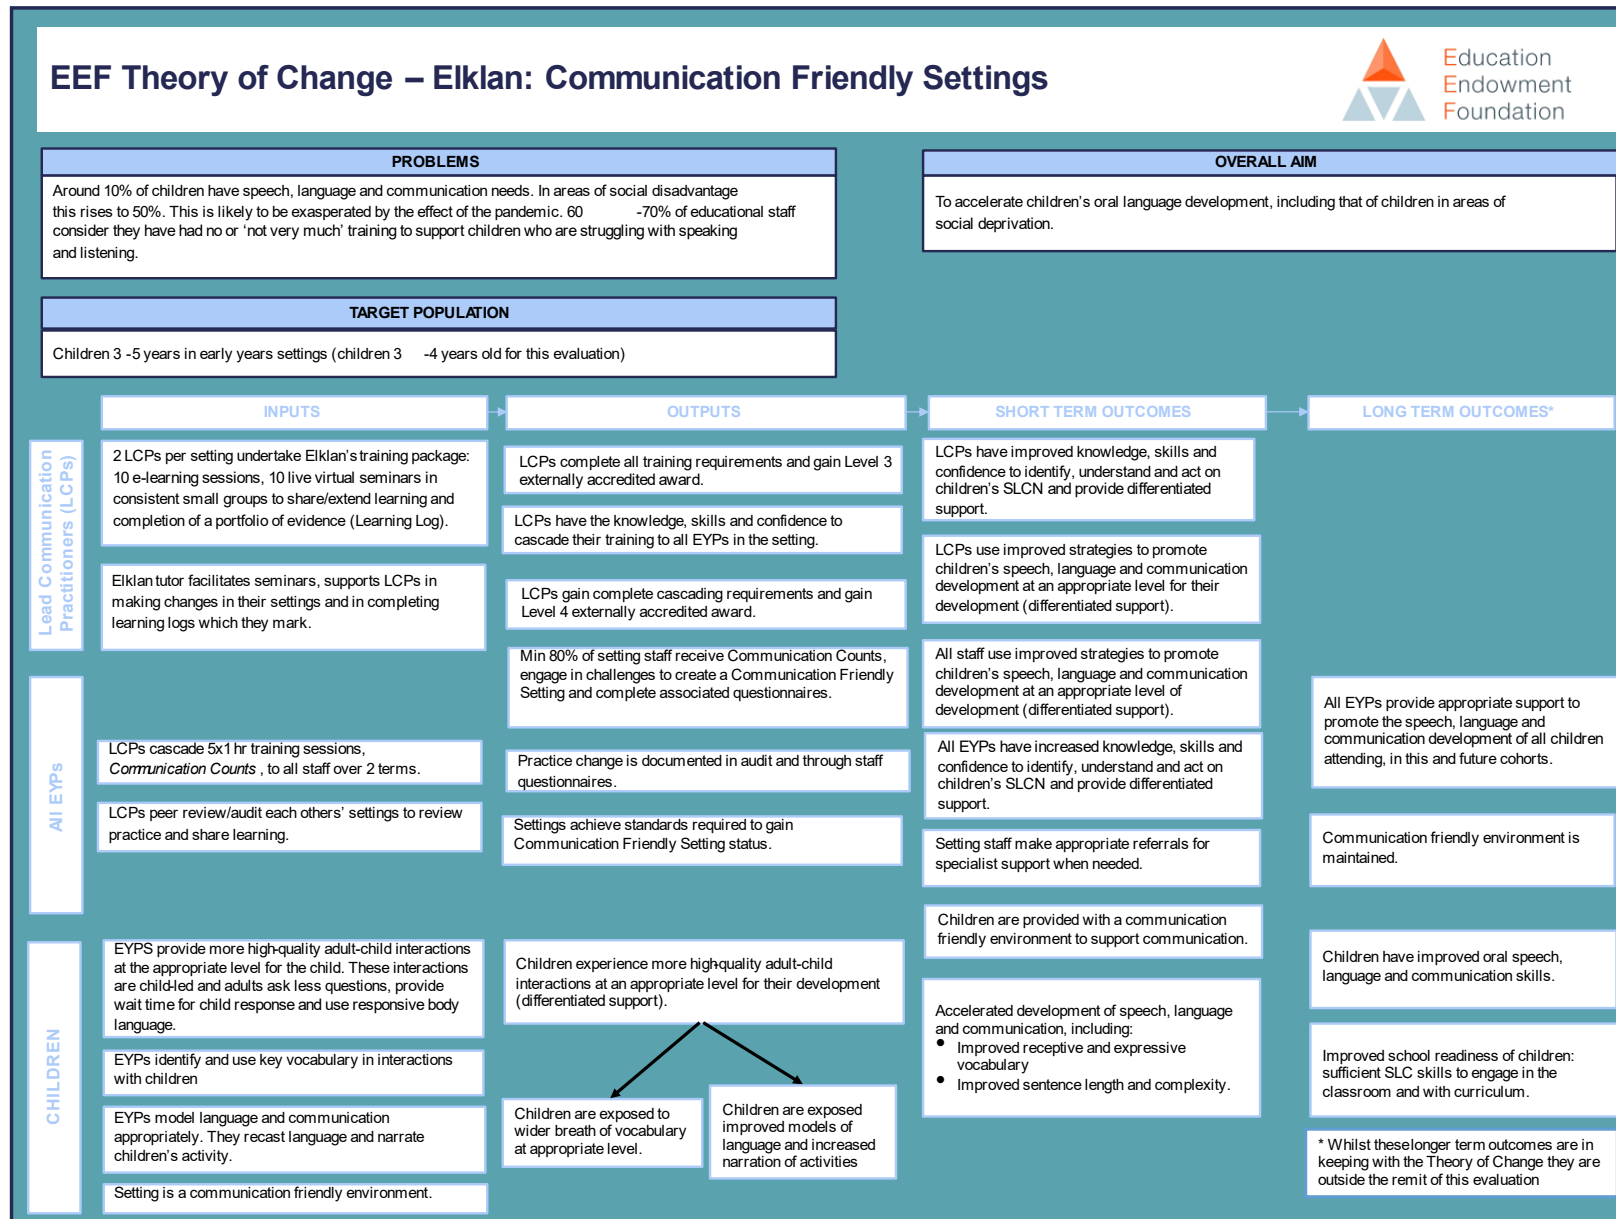 EEF Theory of Change – Elklan: Communication Friendly Settings
Education
Endowment
Foundation
PROBLEMS
Around 10% of children have speech, language and communication needs. In areas of social disadvantage
this rises to 50%. This is likely to be exasperated by the effect of the pandemic. 60 -70% of educational staff
consider they have had no or ‘not very much’ training to support children who are struggling with speaking
and listening.
OVERALL AIM
To accelerate children’s oral language development, including that of children in areas of
social deprivation.
TARGET POPULATION
Children 3 -5 years in early years settings (children 3 -4 years old for this evaluation)
INPUTS
OUTPUTS
SHORT TERM OUTCOMES
LONG TERM OUTCOMES*
Lead Communication
Practitioners (LCPs)
2 LCPs per setting undertake Elklan’s training package:
10 e-learning sessions, 10 live virtual seminars in
consistent small groups to share/extend learning and
completion of a portfolio of evidence (Learning Log).
Elklan tutor facilitates seminars, supports LCPs in
making changes in their settings and in completing
learning logs which they mark.
LCPs complete all training requirements and gain Level 3
externally accredited award.
LCPs have the knowledge, skills and confidence to
cascade their training to all EYPs in the setting.
LCPs gain complete cascading requirements and gain
Level 4 externally accredited award.
LCPs have improved knowledge, skills and
confidence to identify, understand and act on
children’s SLCN and provide differentiated
support.
LCPs use improved strategies to promote
children’s speech, language and communication
development at an appropriate level for their
development (differentiated support).
All EYPs
LCPs cascade 5x1 hr training sessions,
Communication Counts , to all staff over 2 terms.
LCPs peer review/audit each others’ settings to review
practice and share learning.
Min 80% of setting staff receive Communication Counts,
engage in challenges to create a Communication Friendly
Setting and complete associated questionnaires.
Practice change is documented in audit and through staff
questionnaires.
Settings achieve standards required to gain
Communication Friendly Setting status.
All staff use improved strategies to promote
children’s speech, language and communication
development at an appropriate level of
development (differentiated support).
All EYPs have increased knowledge, skills and
confidence to identify, understand and act on
children’s SLCN and provide differentiated
support.
Setting staff make appropriate referrals for
specialist support when needed.
All EYPs provide appropriate support to
promote the speech, language and
communication development of all children
attending, in this and future cohorts.
Communication friendly environment is
maintained.
CHILDREN
EYPS provide more high-quality adult-child interactions
at the appropriate level for the child. These interactions
are child-led and adults ask less questions, provide
wait time for child response and use responsive body
language.
EYPs identify and use key vocabulary in interactions
with children
EYPs model language and communication
appropriately. They recast language and narrate
children’s activity.
Setting is a communication friendly environment.
Children experience more high-quality adult-child
interactions at an appropriate level for their development
(differentiated support).
Children are exposed to
wider breath of vocabulary
at appropriate level.
Children are exposed
improved models of
language and increased
narration of activities
Children are provided with a communication
friendly environment to support communication.
Accelerated development of speech, language
and communication, including:
• Improved receptive and expressive
vocabulary
• Improved sentence length and complexity.
Children have improved oral speech,
language and communication skills.
Improved school readiness of children:
sufficient SLC skills to engage in the
classroom and with curriculum.
* Whilst theselonger term outcomes are in
keeping with the Theory of Change they are
outside the remit of this evaluation